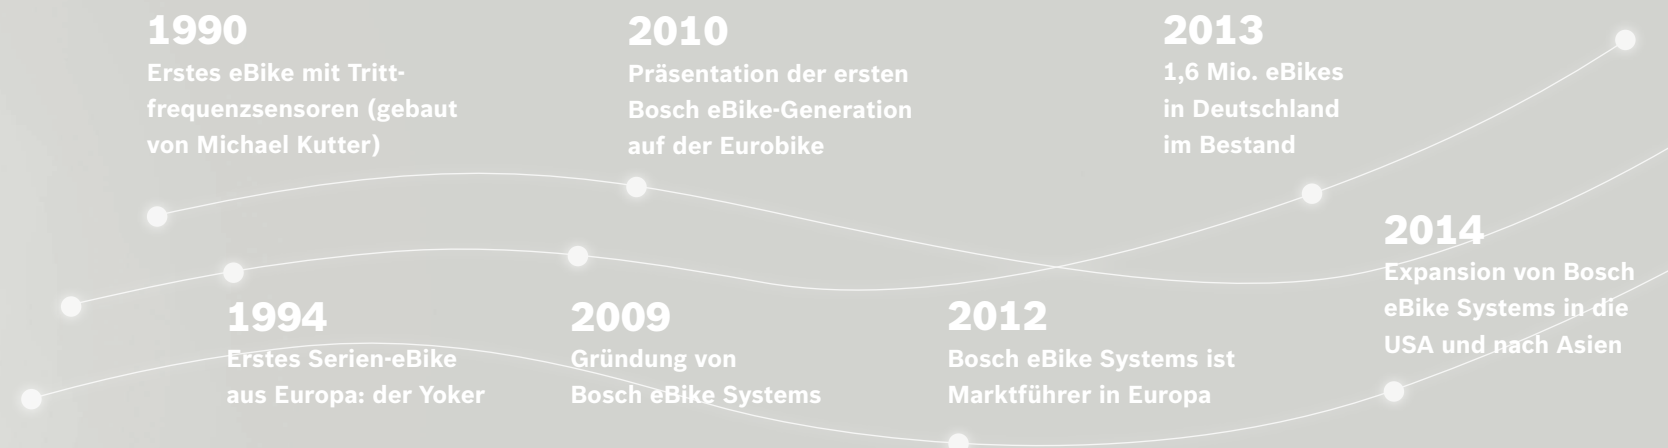 1990
Erstes eBike mit Tritt-
frequenzsensoren (gebaut
von Michael Kutter)
1994
Erstes Serien-eBike
aus Europa: der Yoker
2009
Gründung von
Bosch eBike Systems
2010
Präsentation der ersten
Bosch eBike-Generation
auf der Eurobike
2012
Bosch eBike Systems ist
Marktführer in Europa
2013
1,6 Mio. eBikes
in Deutschland
im Bestand
2014
Expansion von Bosch
eBike Systems in die
USA und nach Asien